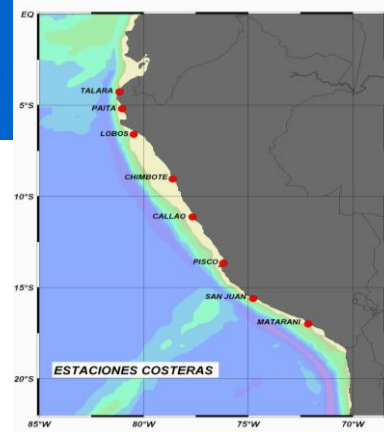 EQ
TALARA
5°S
PAITA
LOBOS
CHIMBOTE
10°S
CALLAO
PISCO
15°S
SAN JUAN
MATARANI
ESTACIONES COSTERAS
20°S
85°W
80°W
75°W
70°W